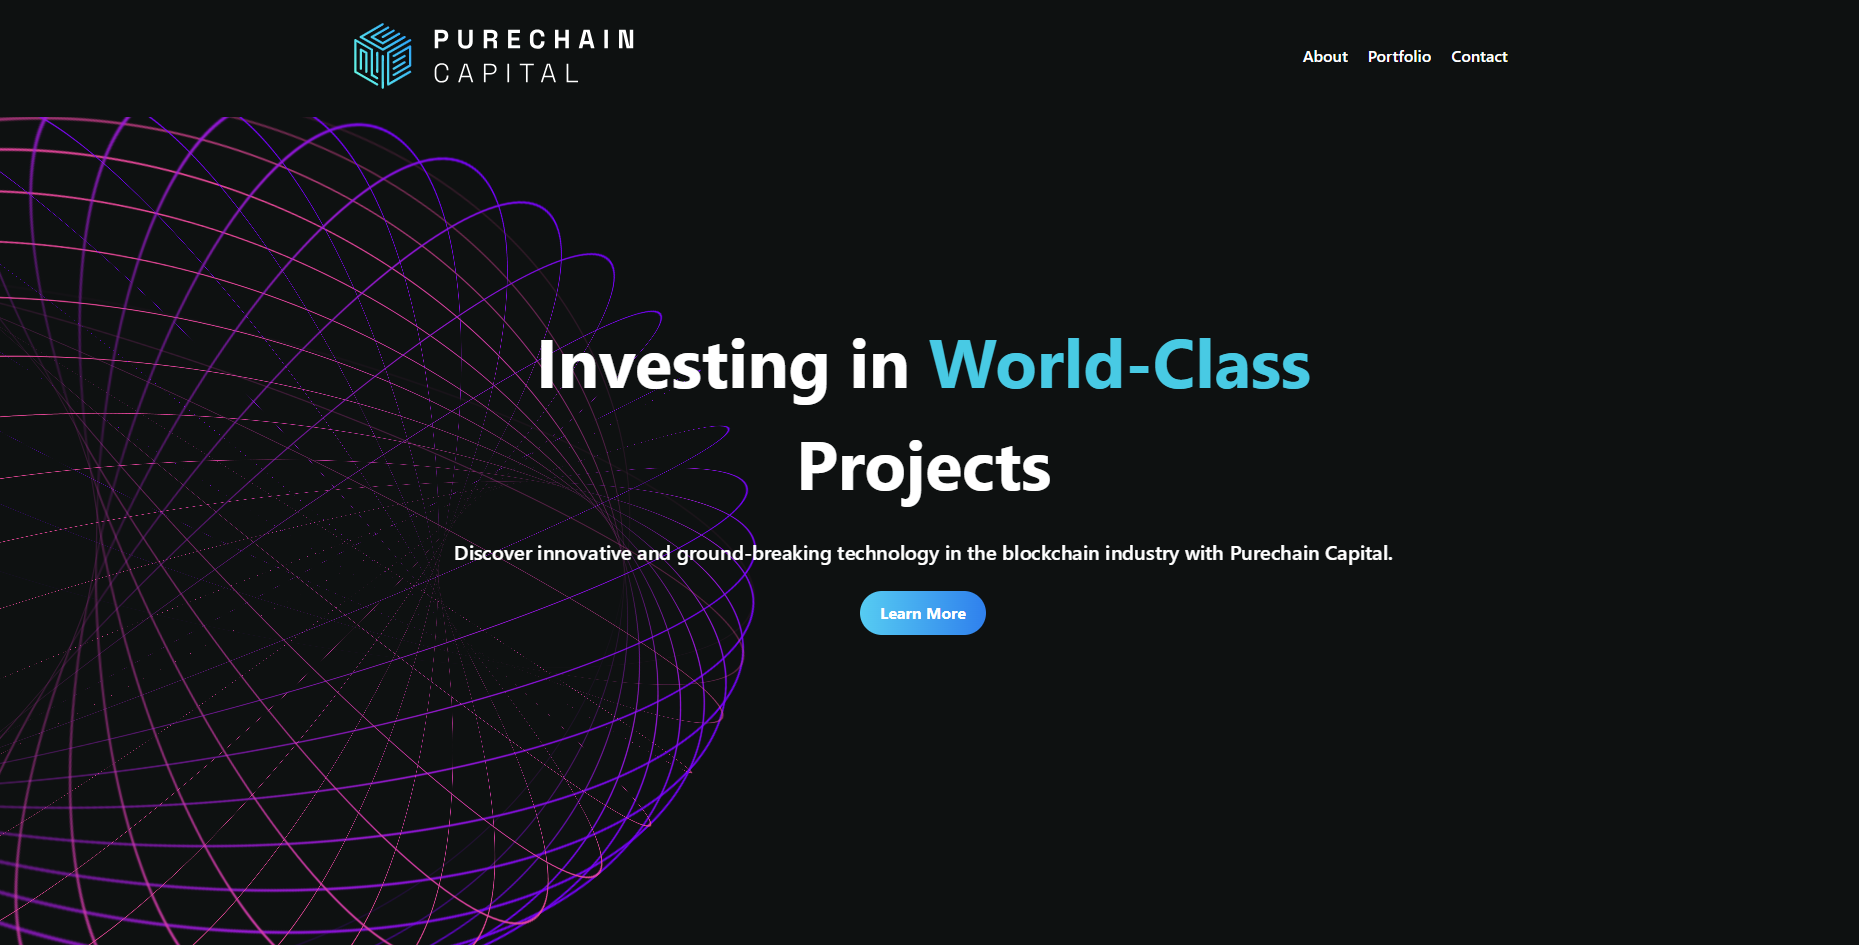 PURECHAIN
CAPITAL
About Portfolio Contact
Investing in World-Class
Projects
Discover innovative and ground-breaking technology in the blockchain industry with Purechain Capital.
Learn More